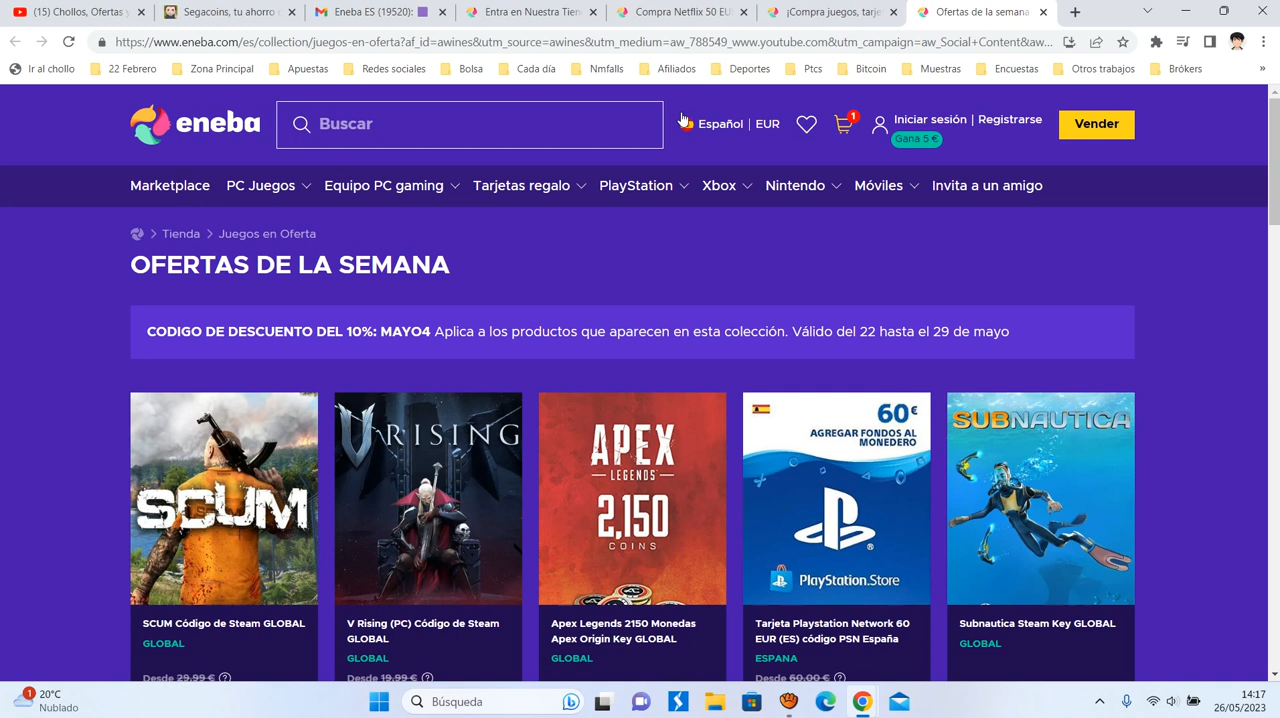 (15) Chollos, Ofertas y
Segacoins, tu ahorro
Eneba ES (19520):
Entra en Nuestra Tien
Compra Netflix 50 EU
¡Compra juegos, tarje
Ofertas de la semana
https://www.eneba.com/es/collection/juegos-en-oferta?af_id=awines&utm_source=awines&utm_medium=aw_788549_www.youtube.com&utm_campaign=aw_Social+Content&aw...
Ir al chollo
22 Febrero
Zona Principal
Apuestas
Redes sociales
Bolsa
Cada día
Nmfalls
Afiliados
Deportes
Ptcs
Bitcoin
Muestras
Encuestas
Otros trabajos
Brókers
»
eneba
Buscar
Español | EUR
1
Iniciar sesión | Registrarse
Gana 5 €
Vender
Marketplace
PC Juegos
Equipo PC gaming
Tarjetas regalo
PlayStation
Xbox
Nintendo
Móviles
Invita a un amigo
Tienda > Juegos en Oferta
OFERTAS DE LA SEMANA
CODIGO DE DESCUENTO DEL 10%: MAYO4 Aplica a los productos que aparecen en esta colección. Válido del 22 hasta el 29 de mayo
SCUM
V RISING
APEX
LEGENDS
2,150
COINS
60€
AGREGAR FONDOS AL
MONEDERO
PlayStation.Store
SUBNAUTICA
SCUM Código de Steam GLOBAL
GLOBAL
Desde 29,99 €
V Rising (PC) Código de Steam
GLOBAL
GLOBAL
Desde 19,99 €
Apex Legends 2150 Monedas
Apex Origin Key GLOBAL
GLOBAL
Tarjeta Playstation Network 60
EUR (ES) código PSN España
ESPANA
Desde 60,00 €
Subnautica Steam Key GLOBAL
GLOBAL
1
20°C
Nublado
Búsqueda
14:17
26/05/2023